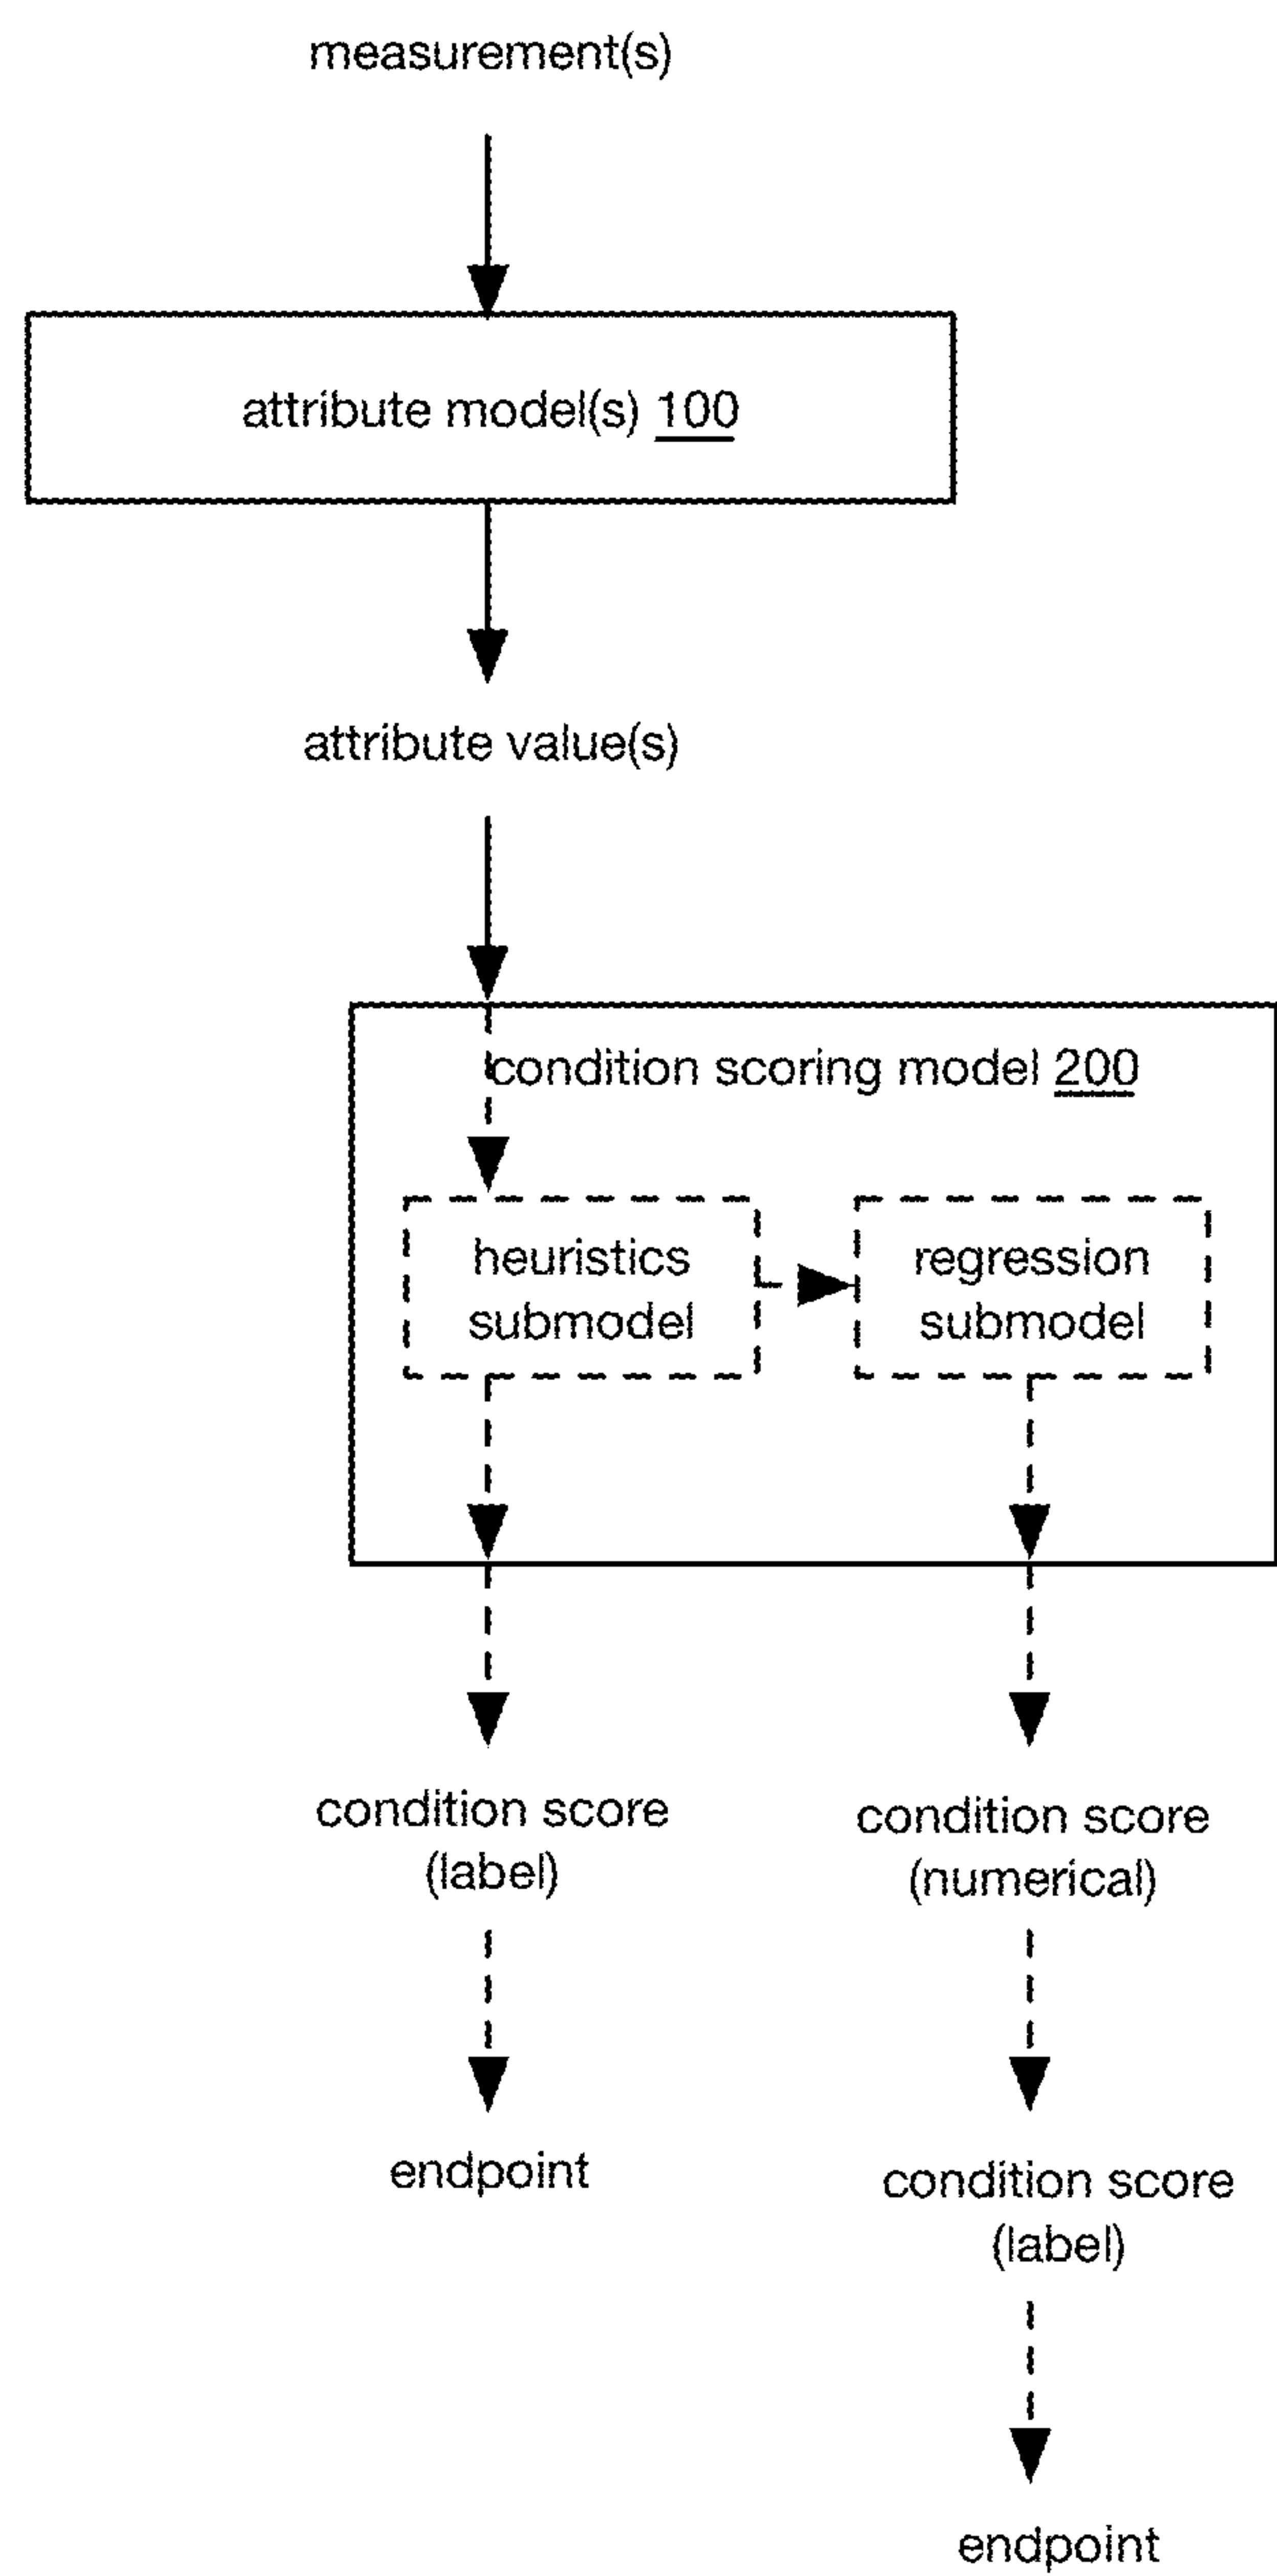 measurement(s)
attribute model(s) 100
attribute value(s)
condition scoring model 200
heuristics
submodel
regression
submodel
condition score
(label)
condition score
(numerical)
endpoint
condition score
(label)
endpoint